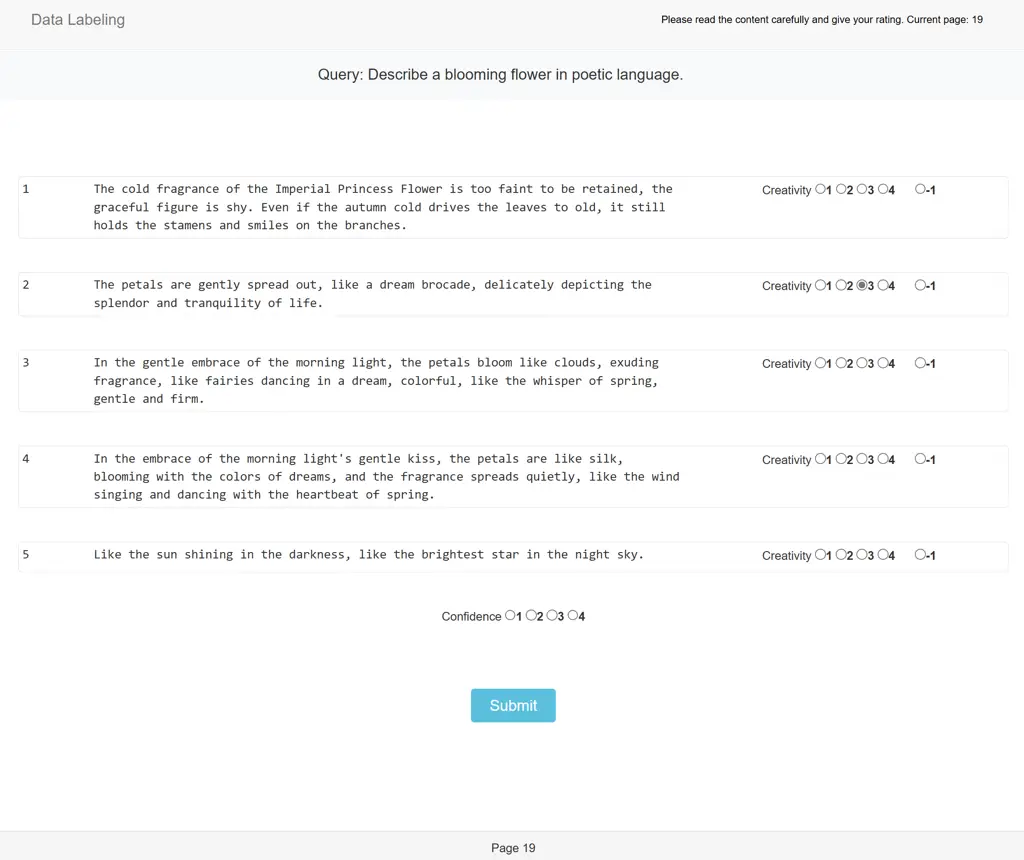 Data Labeling
Please read the content carefully and give your rating. Current page: 19
Query: Describe a blooming flower in poetic language.
1
The cold fragrance of the Imperial Princess Flower is too faint to be retained, the
graceful figure is shy. Even if the autumn cold drives the leaves to old, it still
holds the stamens and smiles on the branches.
Creativity 1 2 3 4 -1
2
The petals are gently spread out, like a dream brocade, delicately depicting the
splendor and tranquility of life.
Creativity 1 2 3 4 -1
3
In the gentle embrace of the morning light, the petals bloom like clouds, exuding
fragrance, like fairies dancing in a dream, colorful, like the whisper of spring,
gentle and firm.
Creativity 1 2 3 4 -1
4
In the embrace of the morning light's gentle kiss, the petals are like silk,
blooming with the colors of dreams, and the fragrance spreads quietly, like the wind
singing and dancing with the heartbeat of spring.
Creativity 1 2 3 4 -1
5
Like the sun shining in the darkness, like the brightest star in the night sky.
Creativity 1 2 3 4 -1
Confidence 1 2 3 4
Submit
Page 19